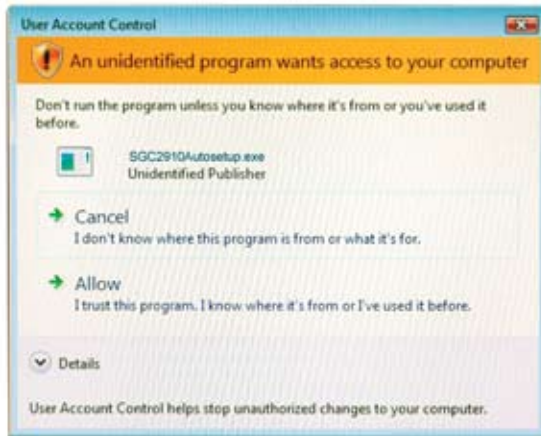 User Account Control
An unidentified program wants access to your computer
Don't run the program unless you know where it's from or you've used it
before.
SGC2910Autosetup.exe
Unidentified Publisher
Cancel
I don't know where this program is from or what it's for.
Allow
I trust this program. I know where it's from or I've used it before.
Details
User Account Control helps stop unauthorized changes to your computer.